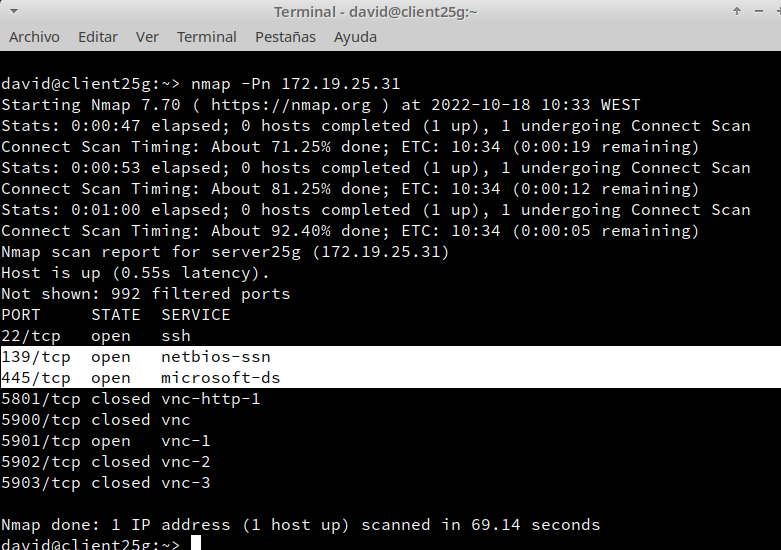 Terminal - david@client25g:~
Archivo Editar Ver Terminal Pestañas Ayuda
david@client25g:~> nmap -Pn 172.19.25.31
Starting Nmap 7.70 ( https://nmap.org ) at 2022-10-18 10:33 WEST
Stats: 0:00:47 elapsed; 0 hosts completed (1 up), 1 undergoing Connect Scan
Connect Scan Timing: About 71.25% done; ETC: 10:34 (0:00:19 remaining)
Stats: 0:00:53 elapsed; 0 hosts completed (1 up), 1 undergoing Connect Scan
Connect Scan Timing: About 81.25% done; ETC: 10:34 (0:00:12 remaining)
Stats: 0:01:00 elapsed; 0 hosts completed (1 up), 1 undergoing Connect Scan
Connect Scan Timing: About 92.40% done; ETC: 10:34 (0:00:05 remaining)
Nmap scan report for server25g (172.19.25.31)
Host is up (0.55s latency).
Not shown: 992 filtered ports
PORT     STATE  SERVICE
22/tcp   open   ssh
139/tcp  open   netbios-ssn
445/tcp  open   microsoft-ds
5801/tcp closed vnc-http-1
5900/tcp closed vnc
5901/tcp open   vnc-1
5902/tcp closed vnc-2
5903/tcp closed vnc-3
Nmap done: 1 IP address (1 host up) scanned in 69.14 seconds
david@client25g:~>